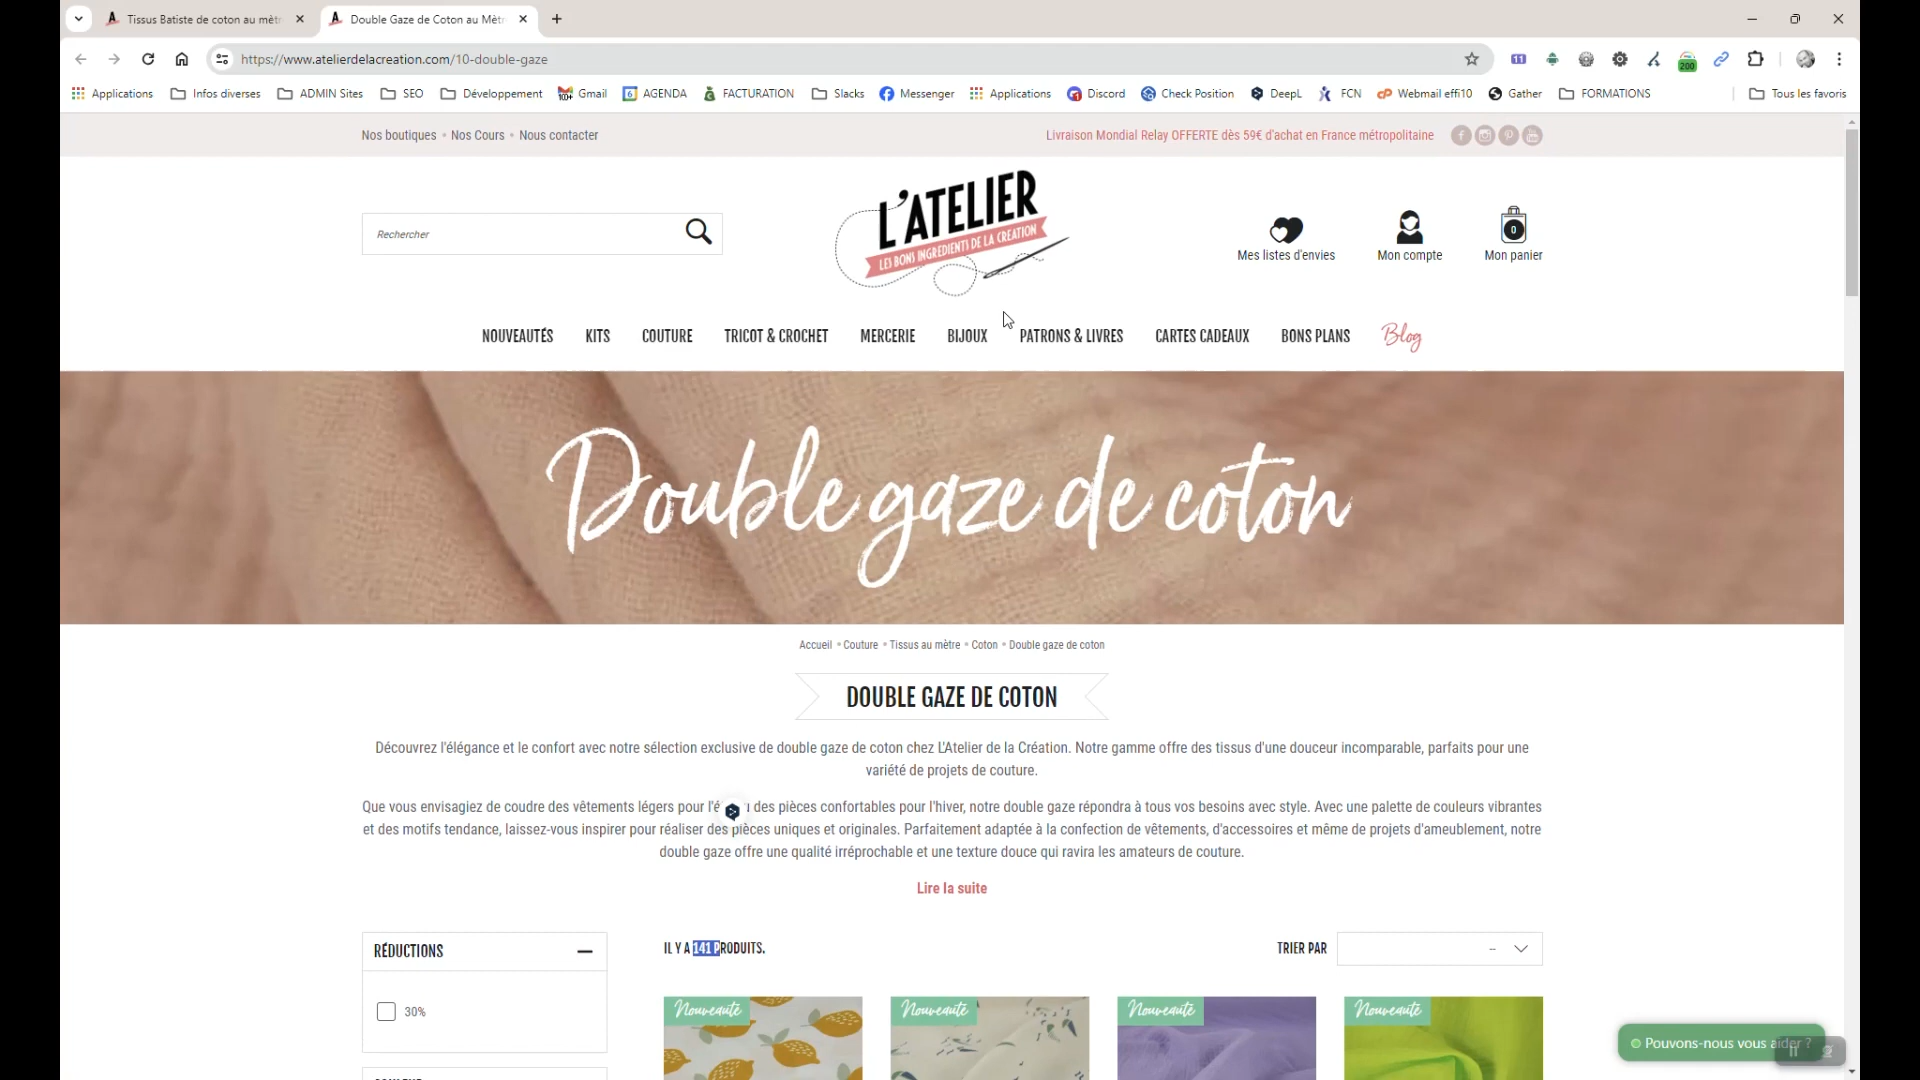 Tissus Batiste de coton au mètr
Double Gaze de Coton au Mètr
https://www.atelierdelacreation.com/10-double-gaze
11
200
Applications
Infos diverses
ADMIN Sites
SEO
Développement
100+
Gmail
6
AGENDA
FACTURATION
Slacks
Messenger
Applications
Discord
Check Position
DeepL
FCN
Webmail effi10
Gather
FORMATIONS
Tous les favoris
Nos boutiques • Nos Cours • Nous contacter
Livraison Mondial Relay OFFERTE dès 59€ d'achat en France métropolitaine
Rechercher
L'ATELIER
LES BONS INGREDIENTS DE LA CREATION
Mes listes d'envies
Mon compte
0
Mon panier
NOUVEAUTÉS
KITS
COUTURE
TRICOT & CROCHET
MERCERIE
BIJOUX
PATRONS & LIVRES
CARTES CADEAUX
BONS PLANS
Blog
Double gaze de coton
Accueil • Couture • Tissus au mètre • Coton • Double gaze de coton
DOUBLE GAZE DE COTON
Découvrez l'élégance et le confort avec notre sélection exclusive de double gaze de coton chez L'Atelier de la Création. Notre gamme offre des tissus d'une douceur incomparable, parfaits pour une
variété de projets de couture.
Que vous envisagiez de coudre des vêtements légers pour l'é des pièces confortables pour l'hiver, notre double gaze répondra à tous vos besoins avec style. Avec une palette de couleurs vibrantes
et des motifs tendance, laissez-vous inspirer pour réaliser des pièces uniques et originales. Parfaitement adaptée à la confection de vêtements, d'accessoires et même de projets d'ameublement, notre
double gaze offre une qualité irréprochable et une texture douce qui ravira les amateurs de couture.
Lire la suite
RÉDUCTIONS
30%
IL Y A 141 PRODUITS.
TRIER PAR
--
Nouveauté
Nouveauté
Nouveauté
Nouveauté
Pouvons-nous vous aider ?